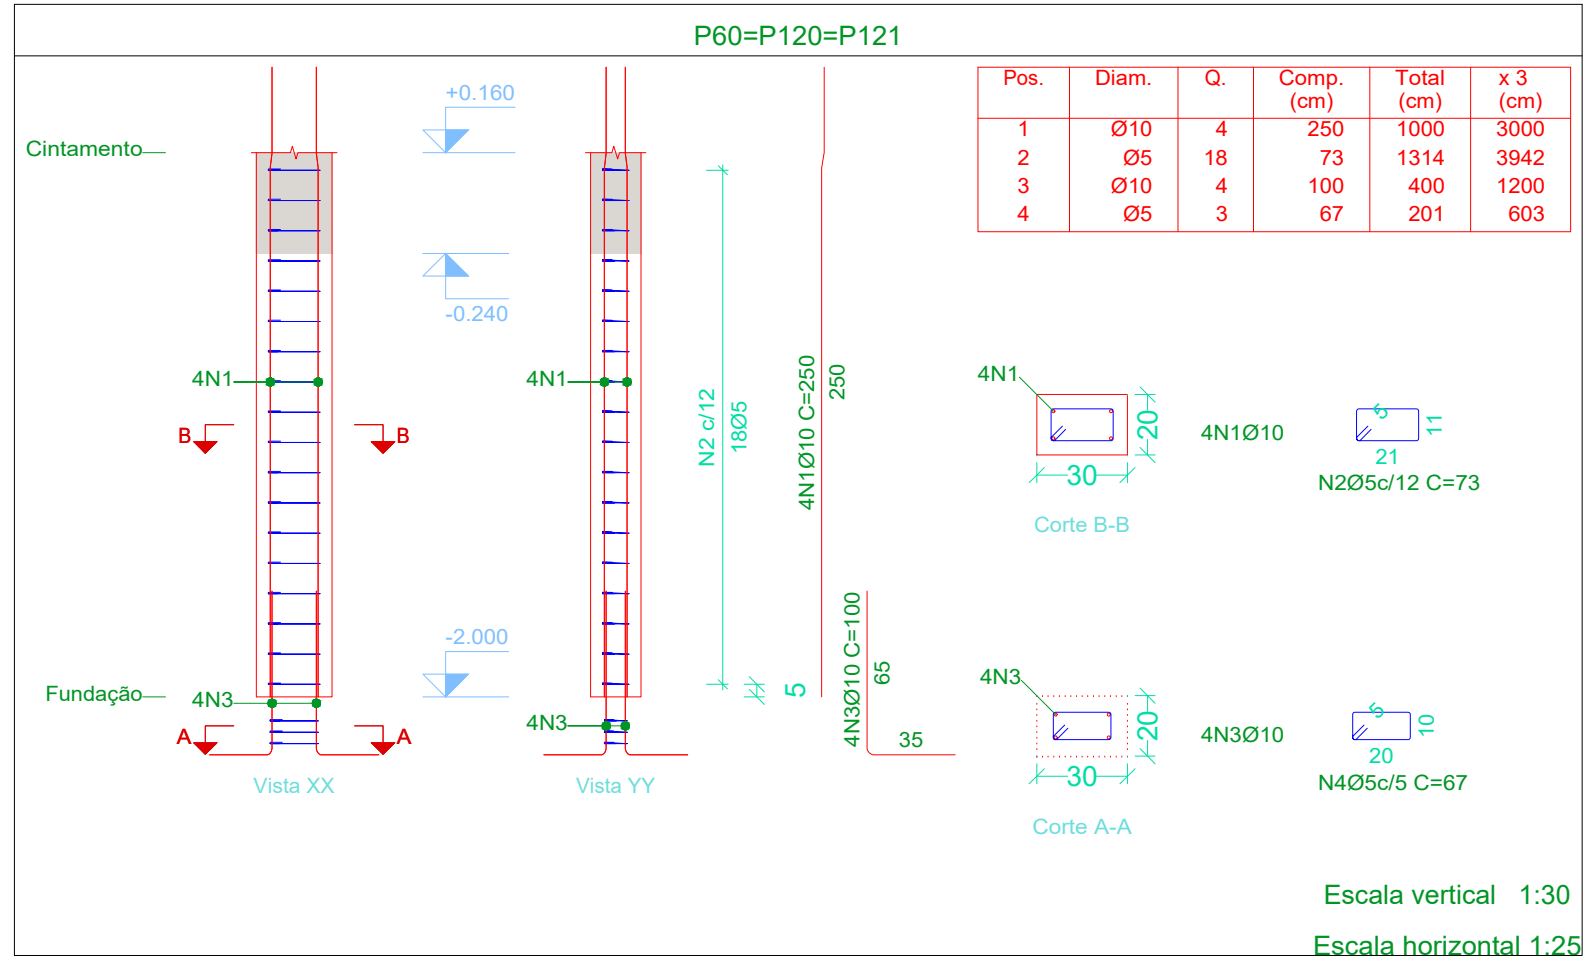 P60=P120=P121
Pos. Diam. Q. Comp. (cm) Total (cm) x 3 (cm)
1 Ø10 4 250 1000 3000
2 Ø5 18 73 1314 3942
3 Ø10 4 100 400 1200
4 Ø5 3 67 201 603
+0.160
Cintamento
-0.240
4N1
4N1
B
B
N2 c/12
18Ø5
4N1Ø10 C=250
250
4N1
20
30
Corte B-B
4N1Ø10
5
11
21
N2Ø5c/12 C=73
-2.000
Fundação
4N3
4N3
A
A
5
4N3Ø10 C=100
65
35
Vista XX
Vista YY
4N3
20
30
Corte A-A
4N3Ø10
5
10
20
N4Ø5c/5 C=67
Escala vertical 1:30
Escala horizontal 1:25